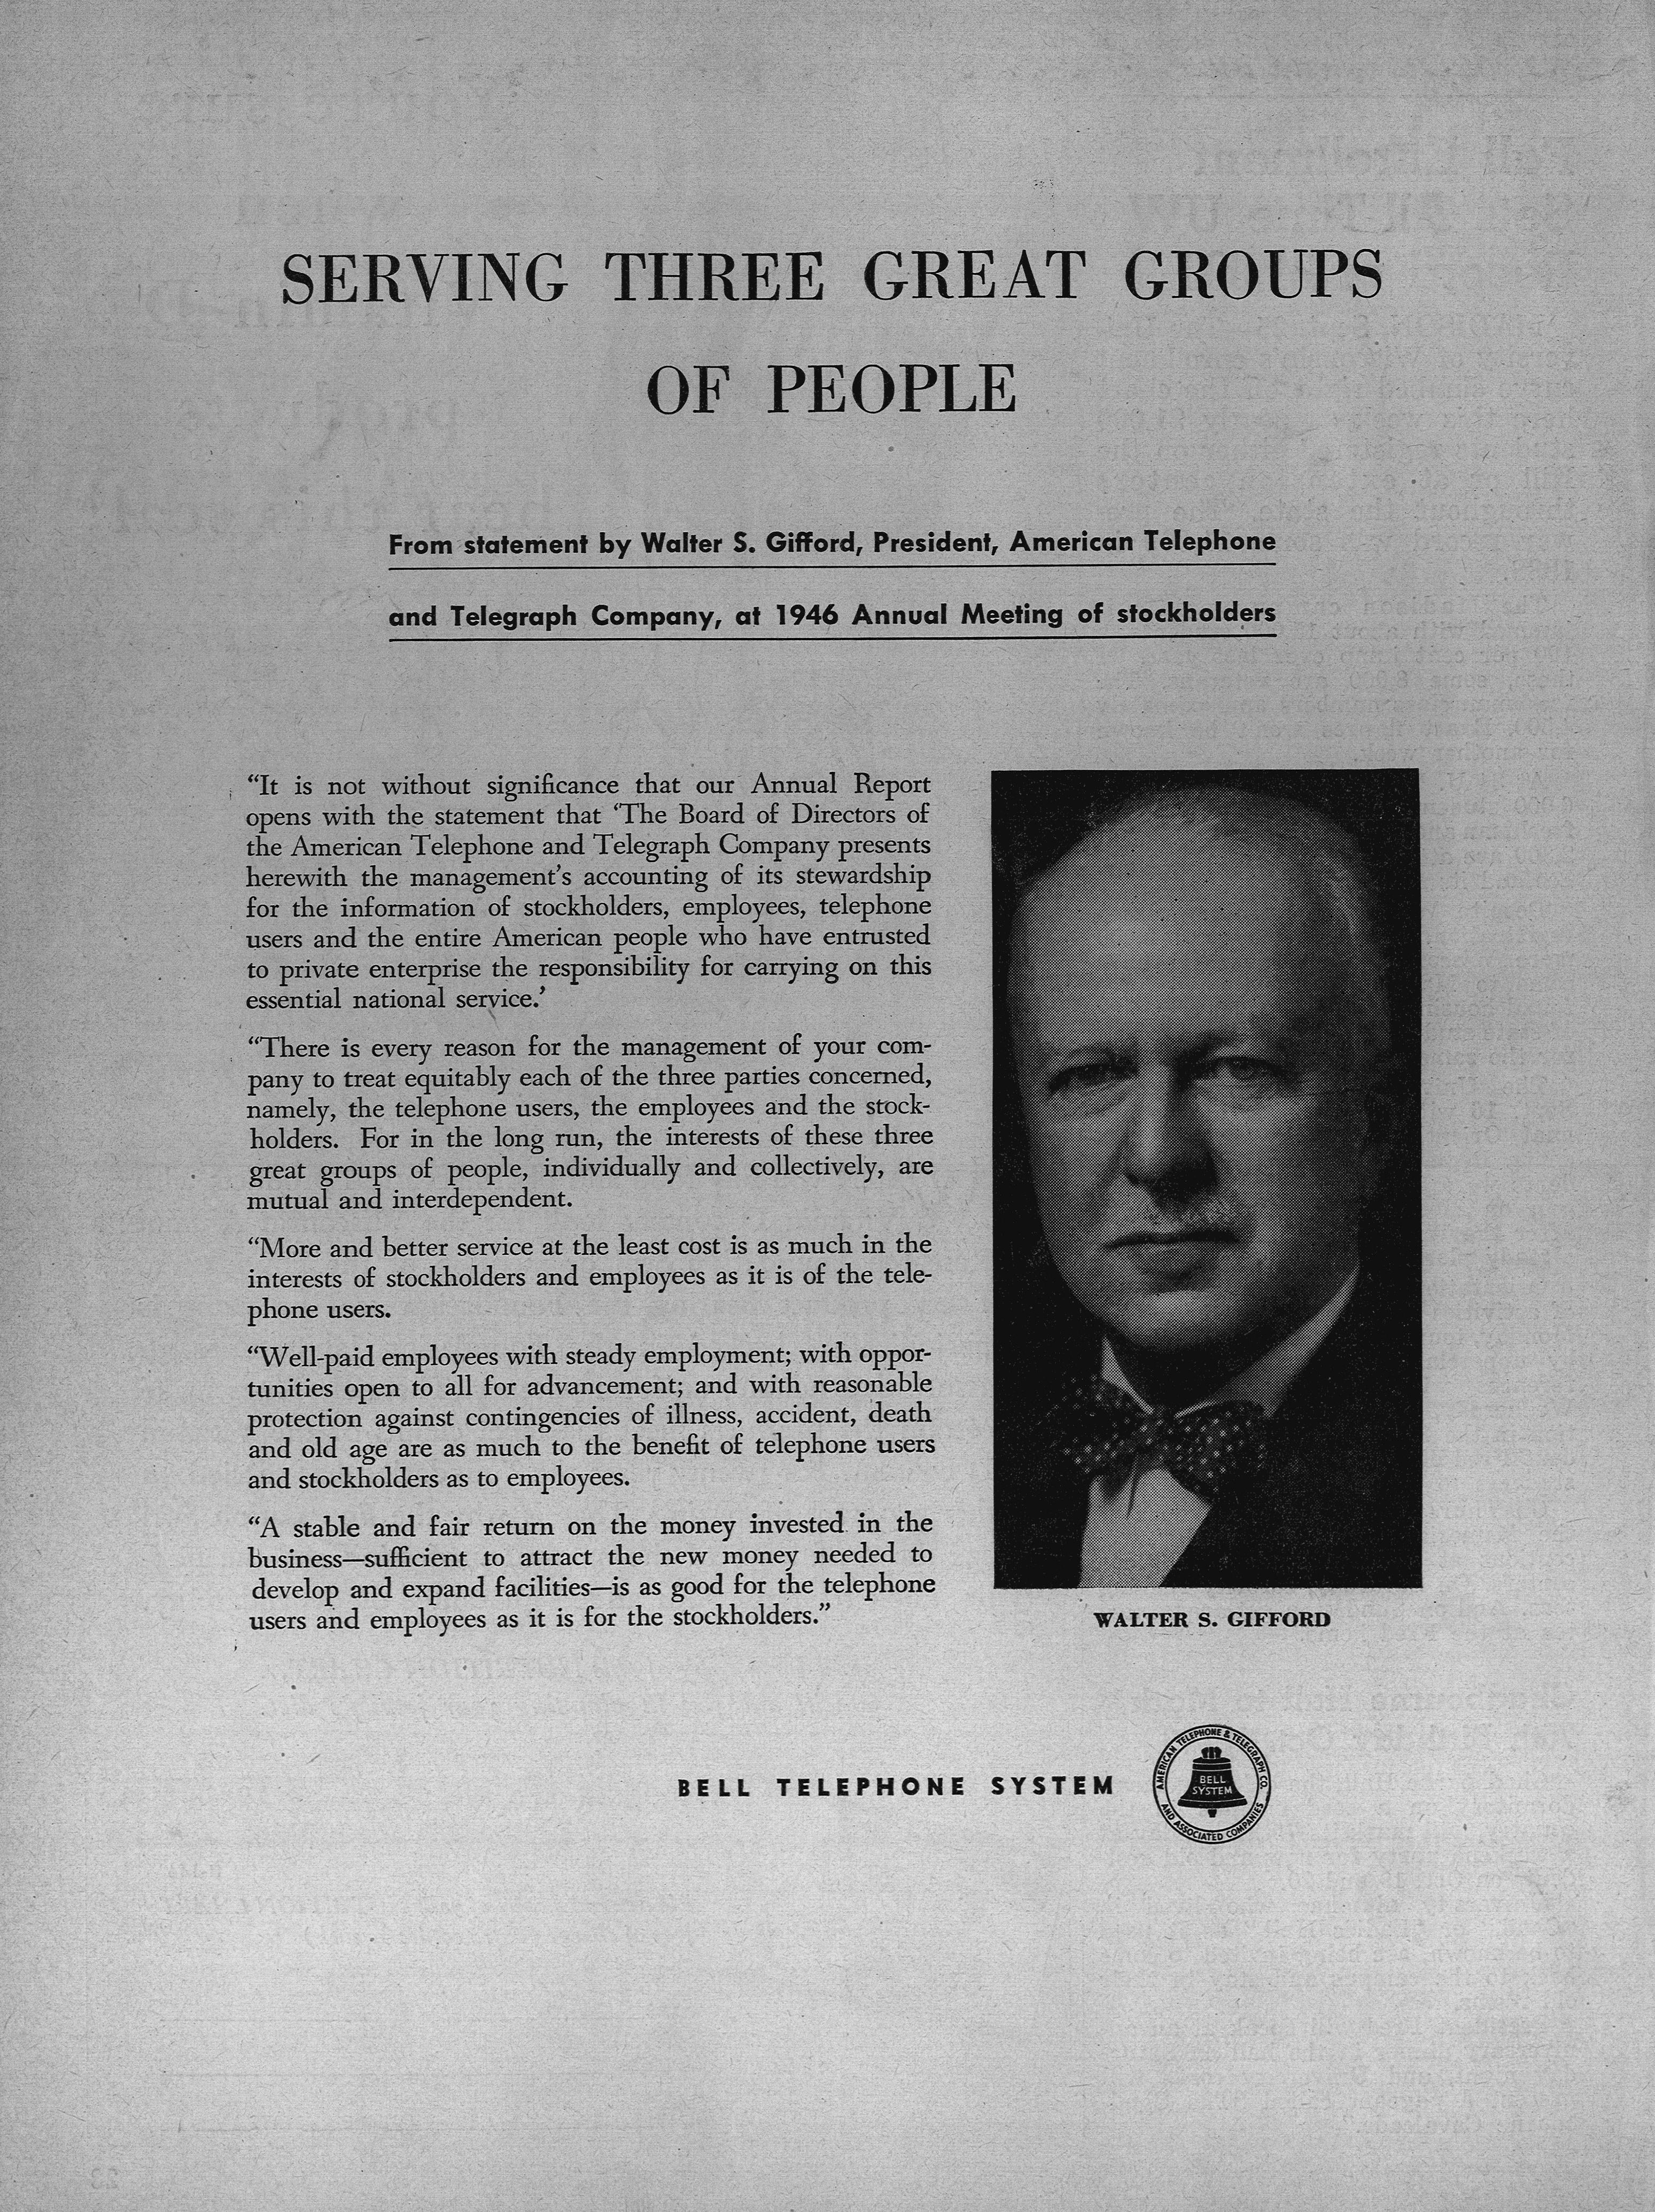 SERVING THREE GREAT GROUPS
OF PEOPLE
From statement by Walter S. Gifford, President, American Telephone
and Telegraph Company, at 1946 Annual Meeting of stockholders
“It is not without significance that our Annual Report
opens with the statement that ‘The Board of Directors of
the American Telephone and Telegraph Company presents
herewith the management’s accounting of its stewardship
for the information of stockholders, employees, telephone
users and the entire American people who have entrusted
to private enterprise the responsibility for carrying on this
essential national service.’
“There is every reason for the management of your com-
pany to treat equitably each of the three parties concerned,
namely, the telephone users, the employees and the stock-
holders. For in the long run, the interests of these three
great groups of people, individually and collectively, are
mutual and interdependent.
“More and better service at the least cost is as much in the
interests of stockholders and employees as it is of the tele-
phone users.
“Well-paid employees with steady employment; with oppor-
tunities open to all for advancement; and with reasonable
protection against contingencies of illness, accident, death
and old age are as much to the benefit of telephone users
and stockholders as to employees.
“A stable and fair return on the money invested in the
business—sufficient to attract the new money needed to
develop and expand facilities—is as good for the telephone
users and employees as it is for the stockholders.”
WALTER S. GIFFORD
BELL TELEPHONE SYSTEM
AMERICAN TELEPHONE & TELEGRAPH CO.
BELL
SYSTEM
AND ASSOCIATED COMPANIES